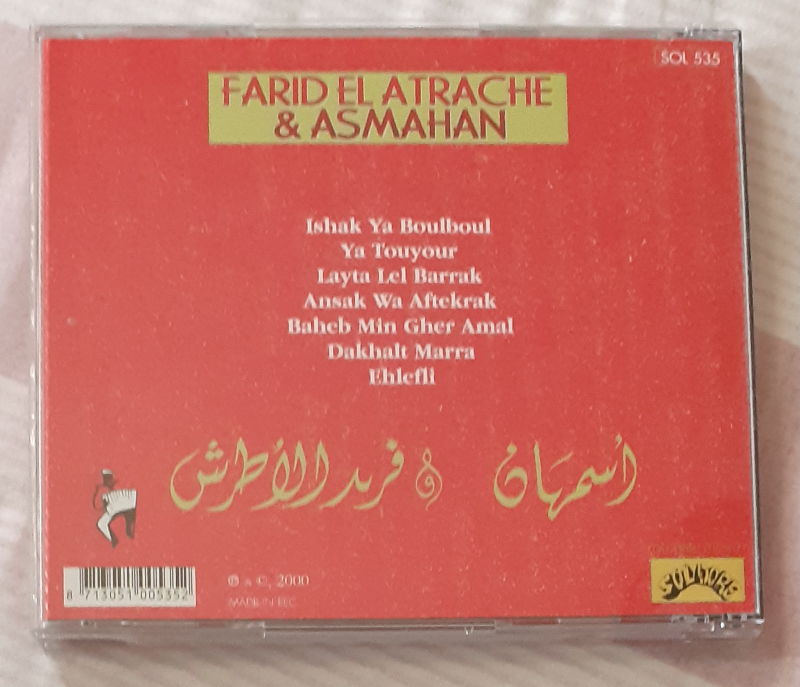 SOL 535
FARID EL ATRACHE
& ASMAHAN
Ishak Ya Boulboul
Ya Touyour
Layta Lel Barrak
Ansak Wa Aftekrak
Baheb Min Gher Amal
Dakhalt Marra
Ehlefli
أسمهان و فريد الأطرش
8 713051 005352
℗ & ©, 2000
MADE IN EEC